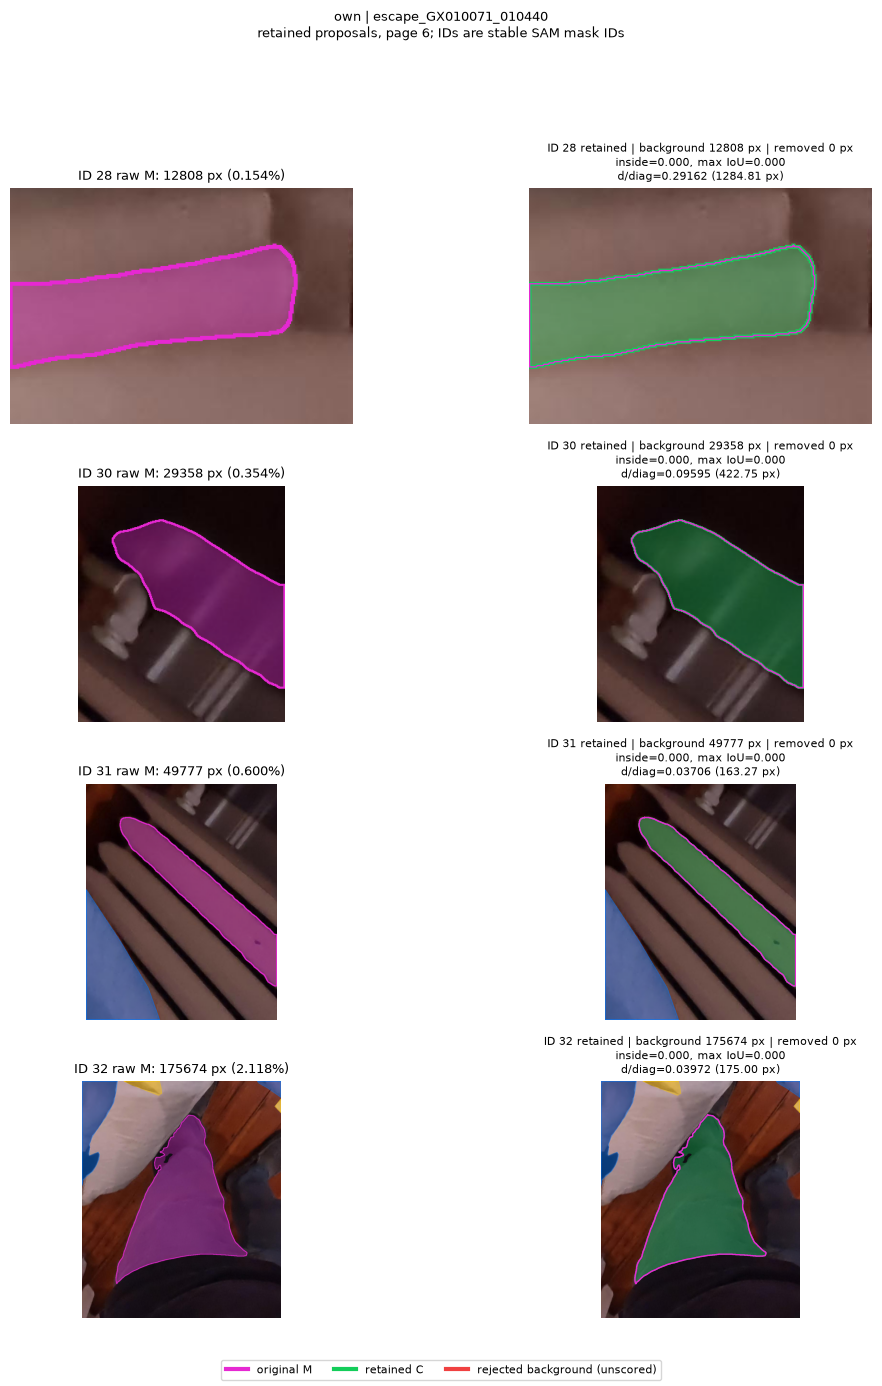 own | escape_GX010071_010440
retained proposals, page 6; IDs are stable SAM mask IDs
ID 28 raw M: 12808 px (0.154%)
ID 28 retained | background 12808 px | removed 0 px
inside=0.000, max IoU=0.000
d/diag=0.29162 (1284.81 px)
ID 30 raw M: 29358 px (0.354%)
ID 30 retained | background 29358 px | removed 0 px
inside=0.000, max IoU=0.000
d/diag=0.09595 (422.75 px)
ID 31 raw M: 49777 px (0.600%)
ID 31 retained | background 49777 px | removed 0 px
inside=0.000, max IoU=0.000
d/diag=0.03706 (163.27 px)
ID 32 raw M: 175674 px (2.118%)
ID 32 retained | background 175674 px | removed 0 px
inside=0.000, max IoU=0.000
d/diag=0.03972 (175.00 px)
original M
retained C
rejected background (unscored)